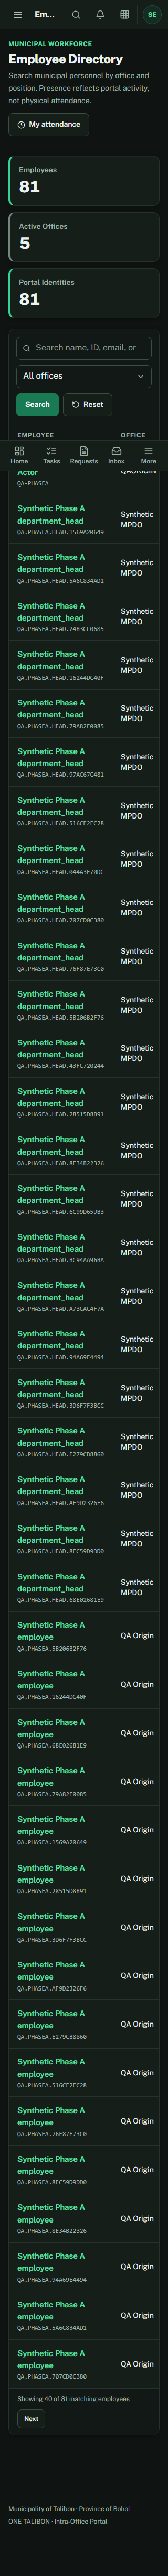 Em...
SE
MUNICIPAL WORKFORCE
Employee Directory
Search municipal personnel by office and
position. Presence reflects portal activity,
not physical attendance.
My attendance
Employees
81
Active Offices
5
Portal Identities
81
Search name, ID, email, or
All offices
Search
Reset
EMPLOYEE
OFFICE
Home
Tasks
Requests
Inbox
More
Actor
QA.PHASEA
Synthetic Phase A
department_head
QA.PHASEA.HEAD.1569A20649
Synthetic
MPDO
Synthetic Phase A
department_head
QA.PHASEA.HEAD.5A6C834AD1
Synthetic
MPDO
Synthetic Phase A
department_head
QA.PHASEA.HEAD.24B3CC0685
Synthetic
MPDO
Synthetic Phase A
department_head
QA.PHASEA.HEAD.16244DC40F
Synthetic
MPDO
Synthetic Phase A
department_head
QA.PHASEA.HEAD.79A82E0085
Synthetic
MPDO
Synthetic Phase A
department_head
QA.PHASEA.HEAD.97AC67C481
Synthetic
MPDO
Synthetic Phase A
department_head
QA.PHASEA.HEAD.516CE2EC28
Synthetic
MPDO
Synthetic Phase A
department_head
QA.PHASEA.HEAD.044A3F70DC
Synthetic
MPDO
Synthetic Phase A
department_head
QA.PHASEA.HEAD.707CD0C380
Synthetic
MPDO
Synthetic Phase A
department_head
QA.PHASEA.HEAD.76F87E73C0
Synthetic
MPDO
Synthetic Phase A
department_head
QA.PHASEA.HEAD.5820682F76
Synthetic
MPDO
Synthetic Phase A
department_head
QA.PHASEA.HEAD.43FC720244
Synthetic
MPDO
Synthetic Phase A
department_head
QA.PHASEA.HEAD.28515D8B91
Synthetic
MPDO
Synthetic Phase A
department_head
QA.PHASEA.HEAD.8E34822326
Synthetic
MPDO
Synthetic Phase A
department_head
QA.PHASEA.HEAD.6C99D65D83
Synthetic
MPDO
Synthetic Phase A
department_head
QA.PHASEA.HEAD.8C94AA968A
Synthetic
MPDO
Synthetic Phase A
department_head
QA.PHASEA.HEAD.A73CAC4F7A
Synthetic
MPDO
Synthetic Phase A
department_head
QA.PHASEA.HEAD.94A69E4494
Synthetic
MPDO
Synthetic Phase A
department_head
QA.PHASEA.HEAD.3D6F7F3BCC
Synthetic
MPDO
Synthetic Phase A
department_head
QA.PHASEA.HEAD.E279CB8860
Synthetic
MPDO
Synthetic Phase A
department_head
QA.PHASEA.HEAD.AF9D2326F6
Synthetic
MPDO
Synthetic Phase A
department_head
QA.PHASEA.HEAD.8EC59D9DD0
Synthetic
MPDO
Synthetic Phase A
department_head
QA.PHASEA.HEAD.68E02681E9
Synthetic
MPDO
Synthetic Phase A
employee
QA.PHASEA.5820682F76
QA Origin
Synthetic Phase A
employee
QA.PHASEA.16244DC40F
QA Origin
Synthetic Phase A
employee
QA.PHASEA.68E02681E9
QA Origin
Synthetic Phase A
employee
QA.PHASEA.79A82E0085
QA Origin
Synthetic Phase A
employee
QA.PHASEA.1569A20649
QA Origin
Synthetic Phase A
employee
QA.PHASEA.28515D8B91
QA Origin
Synthetic Phase A
employee
QA.PHASEA.3D6F7F3BCC
QA Origin
Synthetic Phase A
employee
QA.PHASEA.AF9D2326F6
QA Origin
Synthetic Phase A
employee
QA.PHASEA.E279CB8860
QA Origin
Synthetic Phase A
employee
QA.PHASEA.516CE2EC28
QA Origin
Synthetic Phase A
employee
QA.PHASEA.76F87E73C0
QA Origin
Synthetic Phase A
employee
QA.PHASEA.8EC59D9DD0
QA Origin
Synthetic Phase A
employee
QA.PHASEA.8E34822326
QA Origin
Synthetic Phase A
employee
QA.PHASEA.94A69E4494
QA Origin
Synthetic Phase A
employee
QA.PHASEA.5A6C834AD1
QA Origin
Synthetic Phase A
employee
QA.PHASEA.707CD0C380
QA Origin
Showing 40 of 81 matching employees
Next
Municipality of Talibon · Province of Bohol
ONE TALIBON · Intra-Office Portal